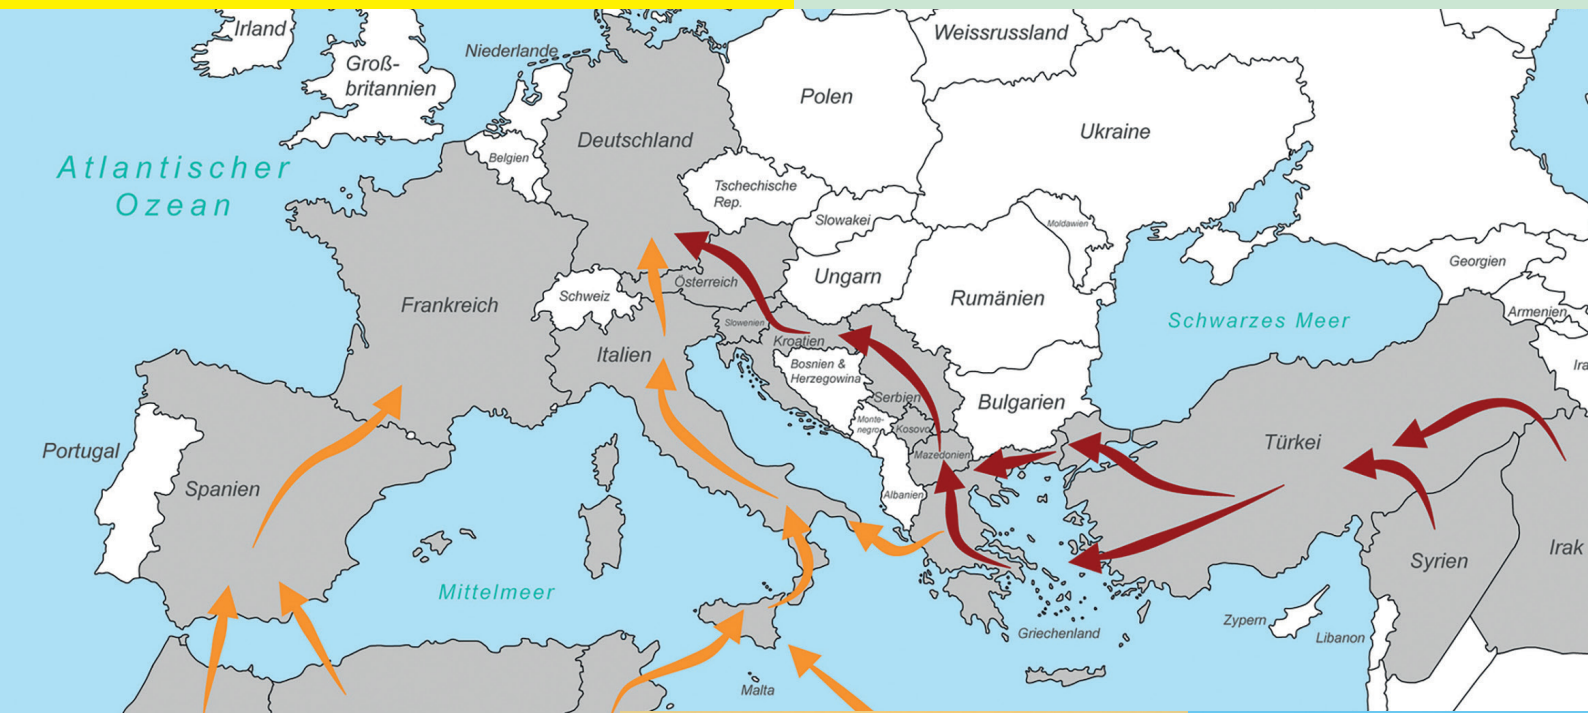 Irland
Niederlande
Weissrussland
Groß-
britannien
Polen
Ukraine
Deutschland
Belgien
Atlantischer
Ozean
Tschechische
Rep.
Slowakei
Moldawien
Georgien
Ungarn
Österreich
Schweiz
Rumänien
Frankreich
Armenien
Schwarzes Meer
Slowenien
Kroatien
Italien
Bosnien &
Herzegowina
Ira
Serbien
Bulgarien
Monte-
negro
Kosovo
Türkei
Portugal
Mazedonien
Spanien
Albanien
Irak
Syrien
Mittelmeer
Zypern
Griechenland
Libanon
Malta